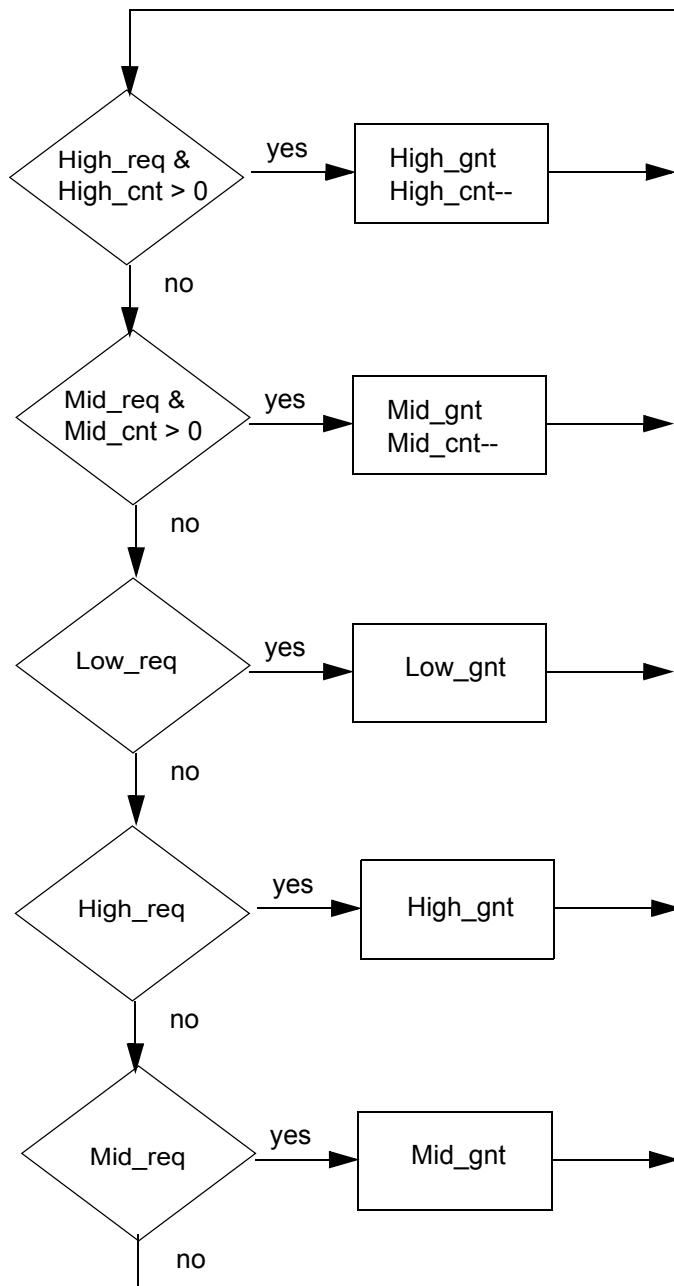 High_req &
High_cnt > 0
yes
High_gnt
High_cnt--
no
Mid_req &
Mid_cnt > 0
yes
Mid_gnt
Mid_cnt--
no
Low_req
yes
Low_gnt
no
High_req
yes
High_gnt
no
Mid_req
yes
Mid_gnt
no